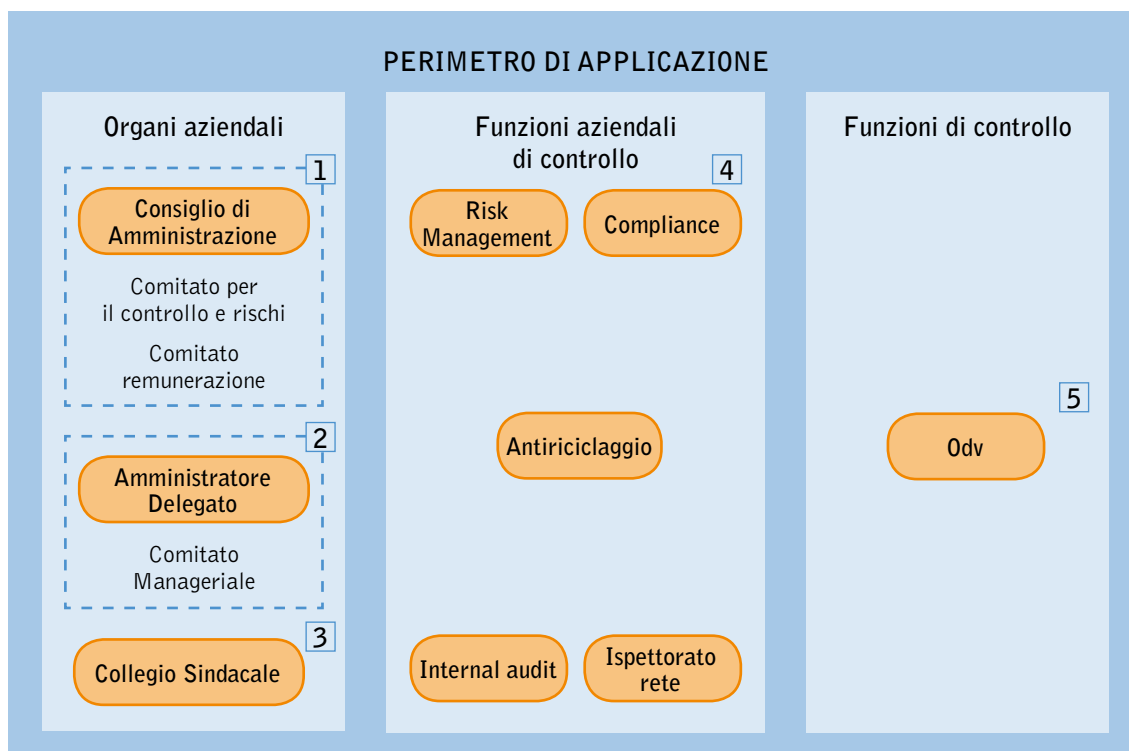 PERIMETRO DI APPLICAZIONE
Organi aziendali
1
Consiglio di
Amministrazione
Comitato per
il controllo e rischi
Comitato
remunerazione
2
Amministratore
Delegato
Comitato
Manageriale
3
Collegio Sindacale
Funzioni aziendali
di controllo
4
Risk
Management
Compliance
Antiriciclaggio
Internal audit
Ispettorato
rete
Funzioni di controllo
5
Odv